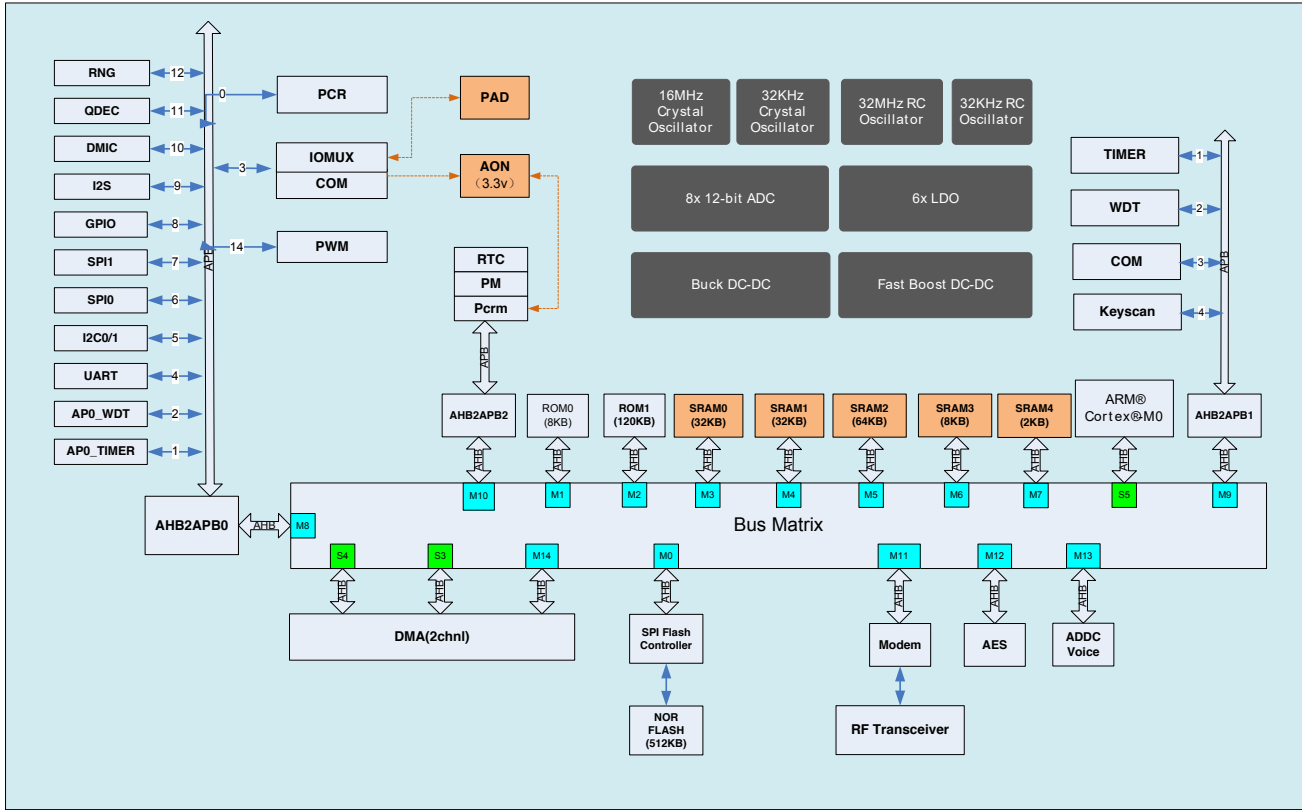 RNG
12
QDEC
11
DMIC
10
I2S
9
GPIO
8
SPI1
7
SPI0
6
I2C0/1
5
UART
4
AP0_WDT
2
AP0_TIMER
1
APB
0
PCR
3
IOMUX
COM
14
PWM
PAD
AON
（3.3v）
RTC
PM
Pcrm
APB
16MHz
Crystal
Oscillator
32KHz
Crystal
Oscillator
32MHz RC
Oscillator
32KHz RC
Oscillator
8x 12-bit ADC
6x LDO
Buck DC-DC
Fast Boost DC-DC
TIMER
1
WDT
2
COM
3
Keyscan
4
APB
AHB2APB2
ROM0
(8KB)
ROM1
(120KB)
SRAM0
(32KB)
SRAM1
(32KB)
SRAM2
(64KB)
SRAM3
(8KB)
SRAM4
(2KB)
ARM®
Cortex®-M0
AHB2APB1
AHB
AHB
AHB
AHB
AHB
AHB
AHB
AHB
AHB
AHB
M10
M1
M2
M3
M4
M5
M6
M7
S5
M9
AHB2APB0
AHB
M8
Bus Matrix
S4
S3
M14
M0
M11
M12
M13
AHB
AHB
AHB
AHB
AHB
AHB
AHB
DMA(2chnl)
SPI Flash
Controller
Modem
AES
ADDC
Voice
NOR
FLASH
(512KB)
RF Transceiver